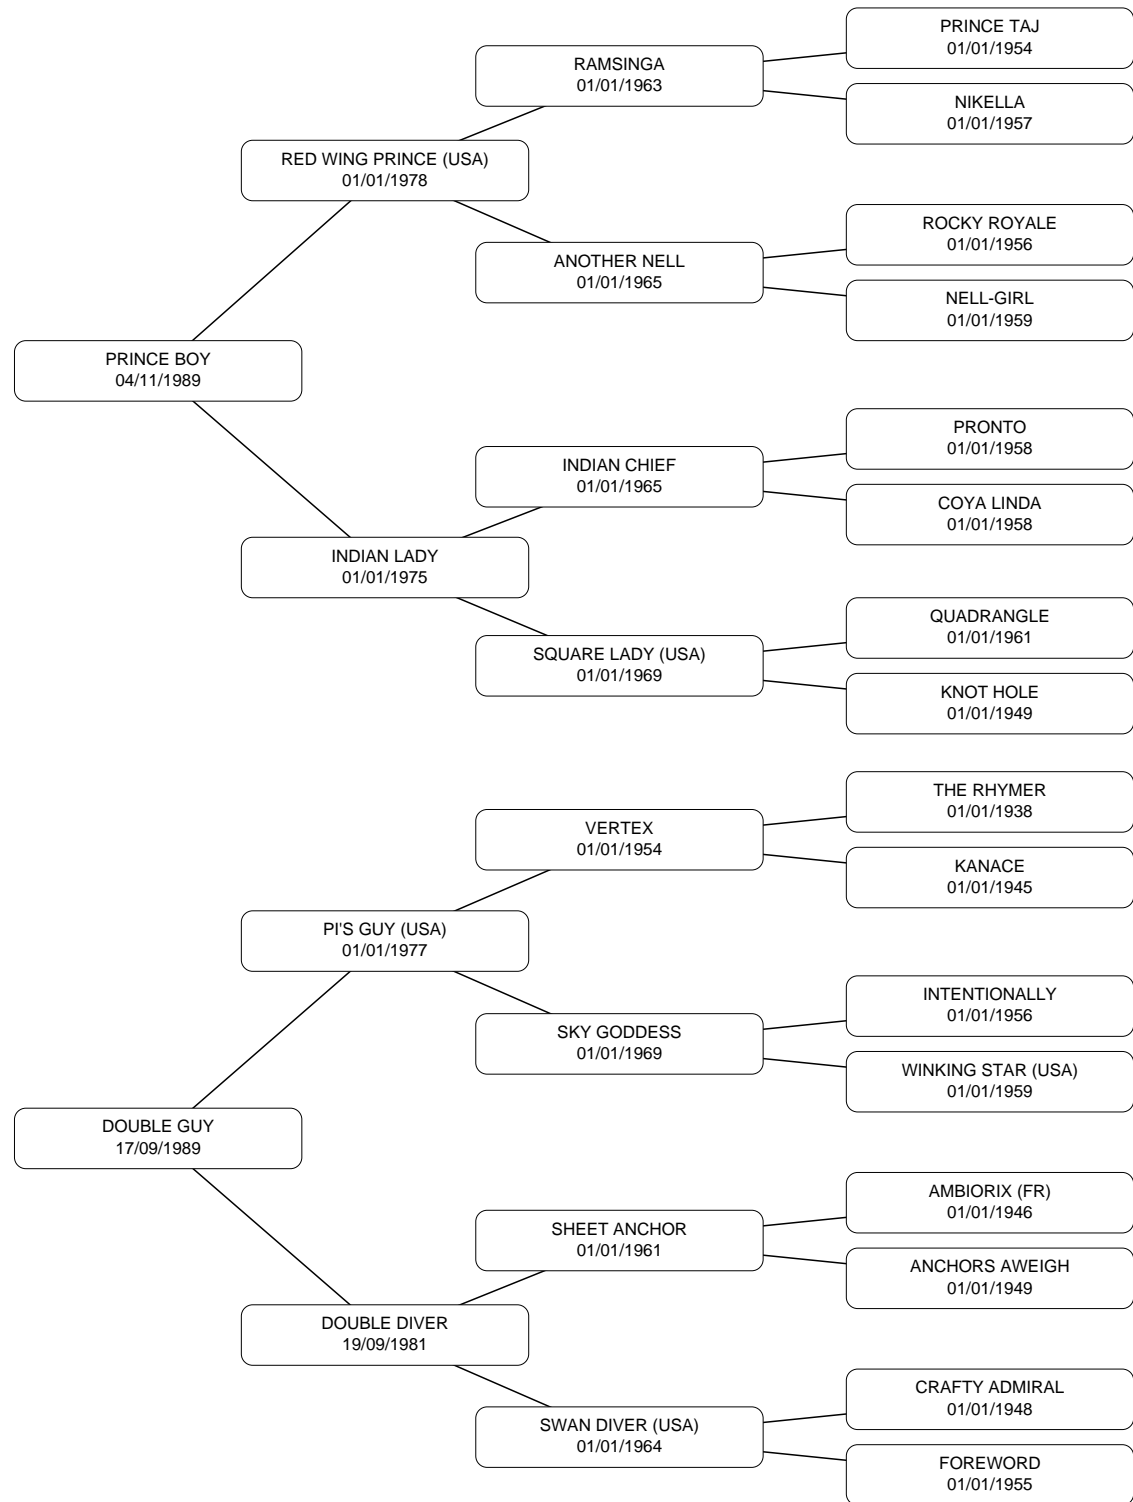 PRINCE TAJ
01/01/1954
RAMSINGA
01/01/1963
NIKELLA
01/01/1957
RED WING PRINCE (USA)
01/01/1978
ROCKY ROYALE
01/01/1956
ANOTHER NELL
01/01/1965
NELL-GIRL
01/01/1959
PRINCE BOY
04/11/1989
PRONTO
01/01/1958
INDIAN CHIEF
01/01/1965
COYA LINDA
01/01/1958
INDIAN LADY
01/01/1975
QUADRANGLE
01/01/1961
SQUARE LADY (USA)
01/01/1969
KNOT HOLE
01/01/1949
THE RHYMER
01/01/1938
VERTEX
01/01/1954
KANACE
01/01/1945
PI'S GUY (USA)
01/01/1977
INTENTIONALLY
01/01/1956
SKY GODDESS
01/01/1969
WINKING STAR (USA)
01/01/1959
DOUBLE GUY
17/09/1989
AMBIORIX (FR)
01/01/1946
SHEET ANCHOR
01/01/1961
ANCHORS AWEIGH
01/01/1949
DOUBLE DIVER
19/09/1981
CRAFTY ADMIRAL
01/01/1948
SWAN DIVER (USA)
01/01/1964
FOREWORD
01/01/1955